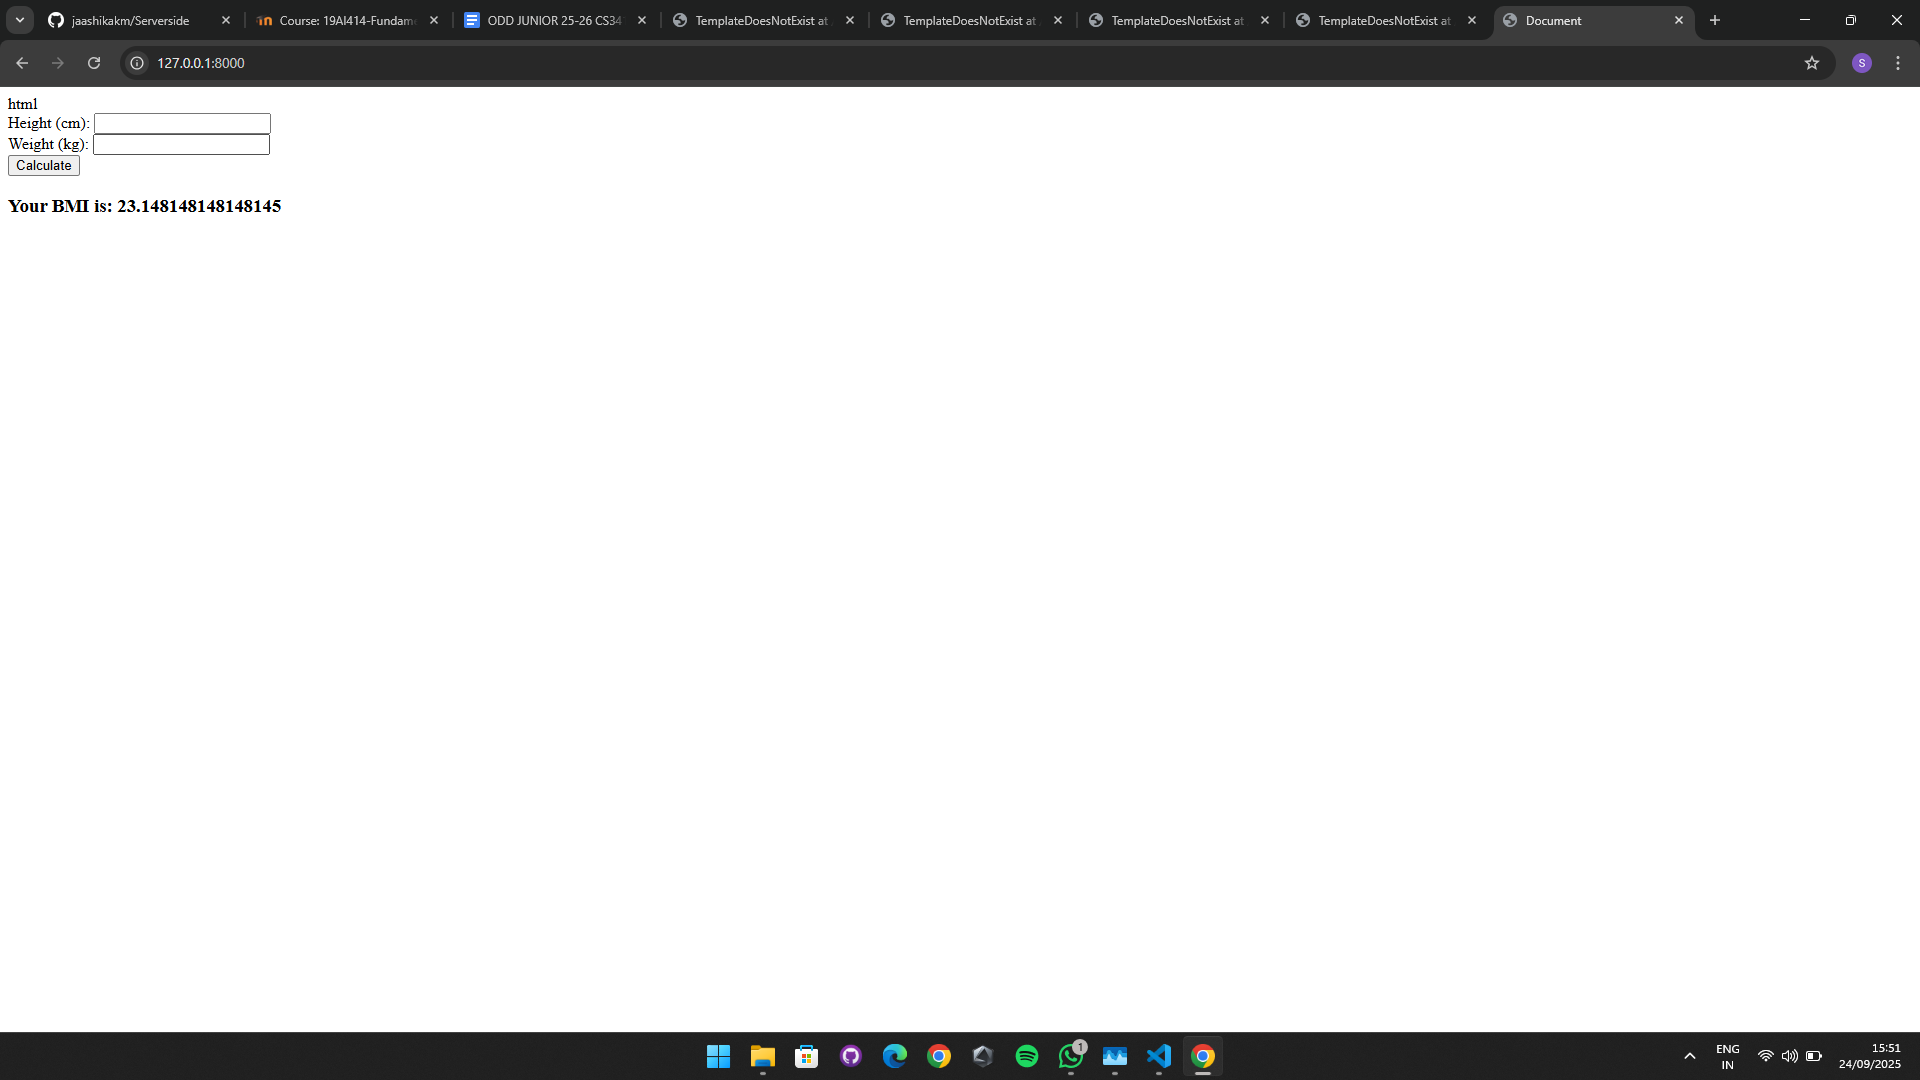 jaashikakm/Serverside
Course: 19AI414-Fundam
ODD JUNIOR 25-26 CS34
TemplateDoesNotExist at
TemplateDoesNotExist at
TemplateDoesNotExist at
TemplateDoesNotExist at
Document
127.0.0.1:8000
S
html
Height (cm):
Weight (kg):
Calculate
Your BMI is: 23.148148148148145
1
ENG
IN
15:51
24/09/2025